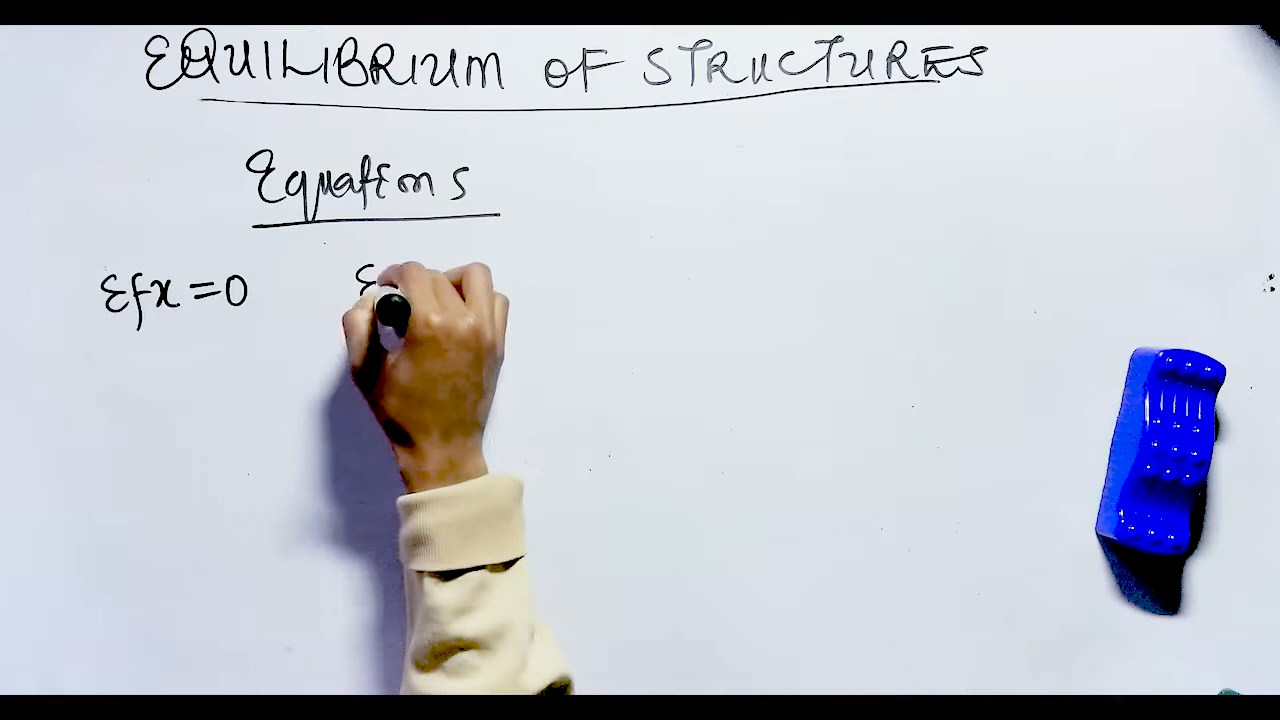 EQUILIBRIUM OF STRUCTURES
Equations
Σfx = 0 Σ